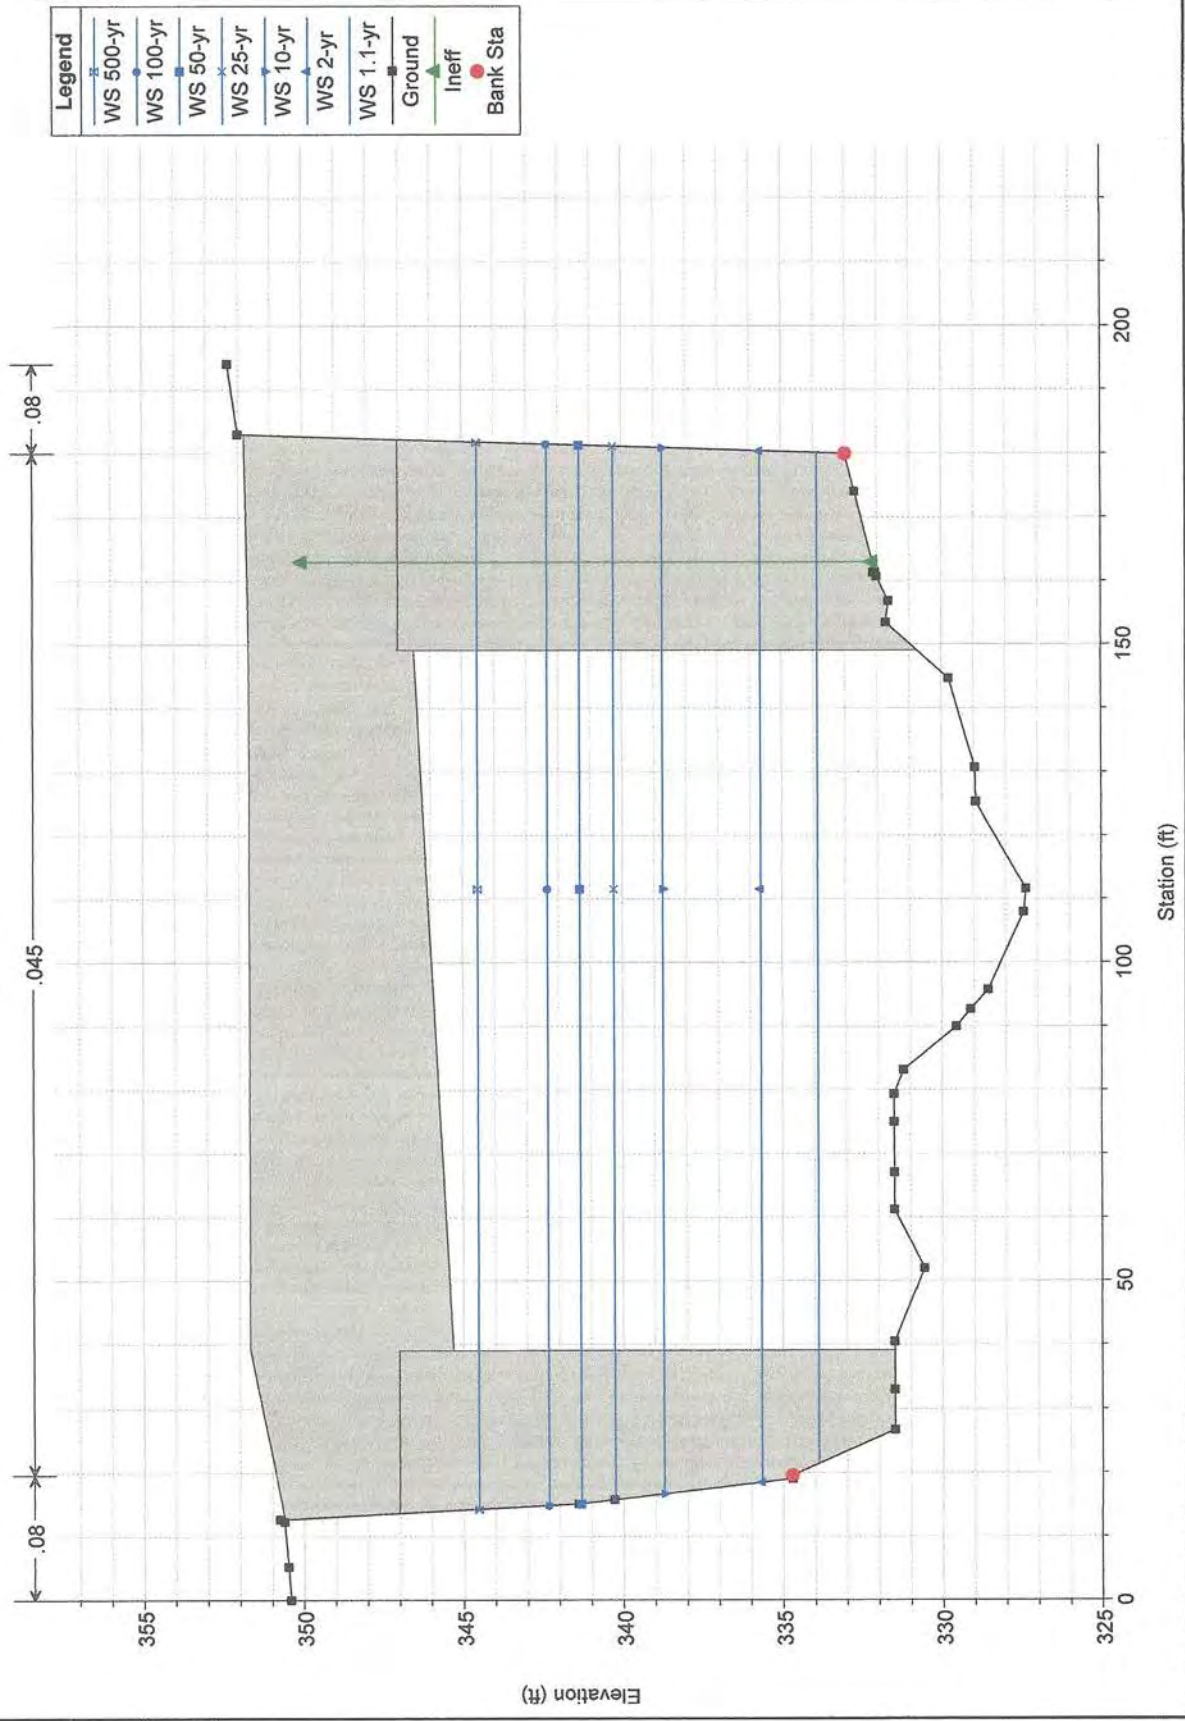 .08
.045
.08
Legend
WS 500-yr
WS 100-yr
WS 50-yr
WS 25-yr
WS 10-yr
WS 2-yr
WS 1.1-yr
Ground
Ineff
Bank Sta
Elevation (ft)
355
350
345
340
335
330
325
0
50
100
150
200
Station (ft)